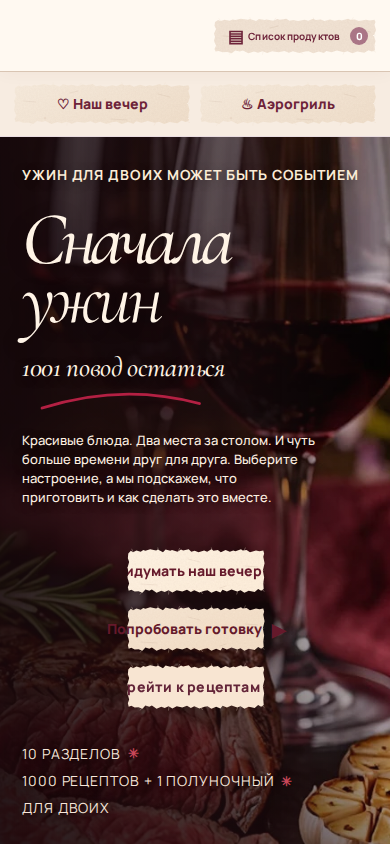 Список продуктов 0
♡ Наш вечер
♨ Аэрогриль
УЖИН ДЛЯ ДВОИХ МОЖЕТ БЫТЬ СОБЫТИЕМ
Сначала
ужин
1001 повод остаться
Красивые блюда. Два места за столом. И чуть
больше времени друг для друга. Выберите
настроение, а мы подскажем, что
приготовить и как сделать это вместе.
идумать наш вечер
Попробовать готовку ▶
рейти к рецептам
10 РАЗДЕЛОВ ✴
1000 РЕЦЕПТОВ + 1 ПОЛУНОЧНЫЙ ✴
ДЛЯ ДВОИХ